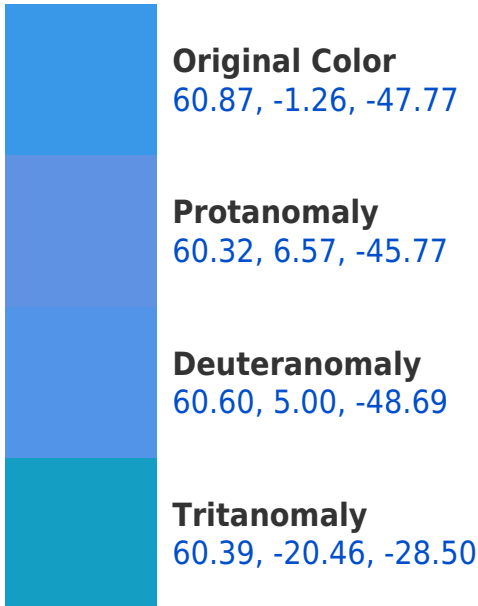 Original Color
60.87, -1.26, -47.77
Protanomaly
60.32, 6.57, -45.77
Deuteranomaly
60.60, 5.00, -48.69
Tritanomaly
60.39, -20.46, -28.50